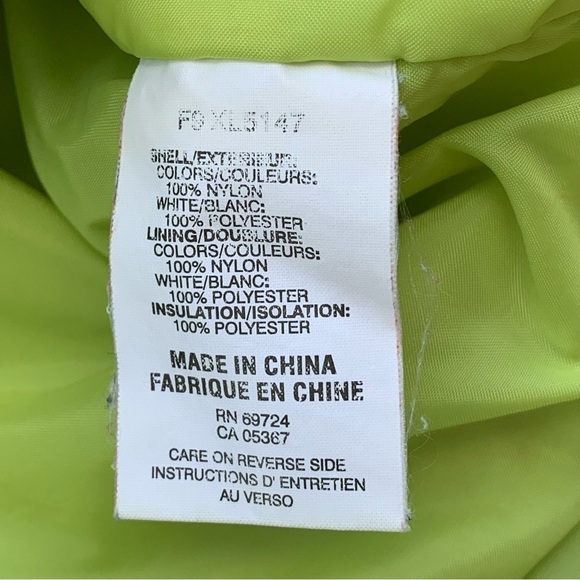 F9 XL5147
SHELL/EXTERIEUR:
COLORS/COULEURS:
100% NYLON
WHITE/BLANC:
100% POLYESTER
LINING/DOUBLURE:
COLORS/COULEURS:
100% NYLON
WHITE/BLANC:
100% POLYESTER
INSULATION/ISOLATION:
100% POLYESTER
MADE IN CHINA
FABRIQUE EN CHINE
RN 69724
CA 05367
CARE ON REVERSE SIDE
INSTRUCTIONS D' ENTRETIEN
AU VERSO